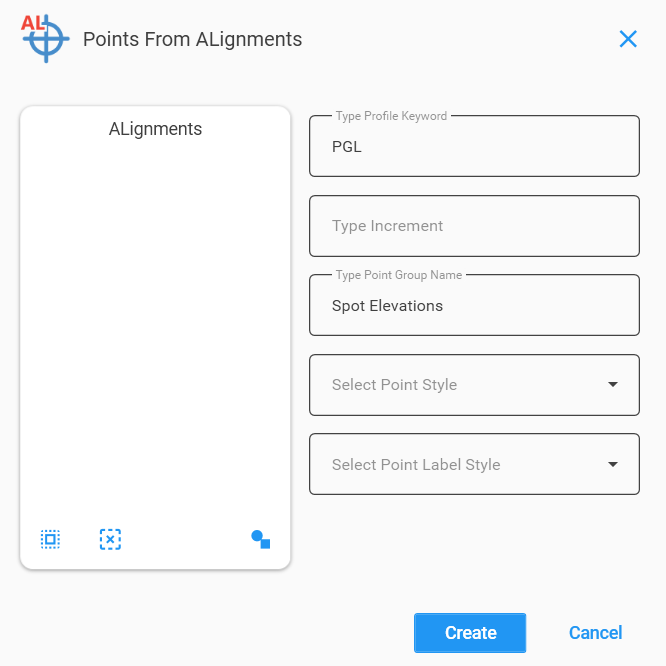 AL
Points From ALignments
ALignments
Type Profile Keyword
PGL
Type Increment
Type Point Group Name
Spot Elevations
Select Point Style
Select Point Label Style
Create
Cancel